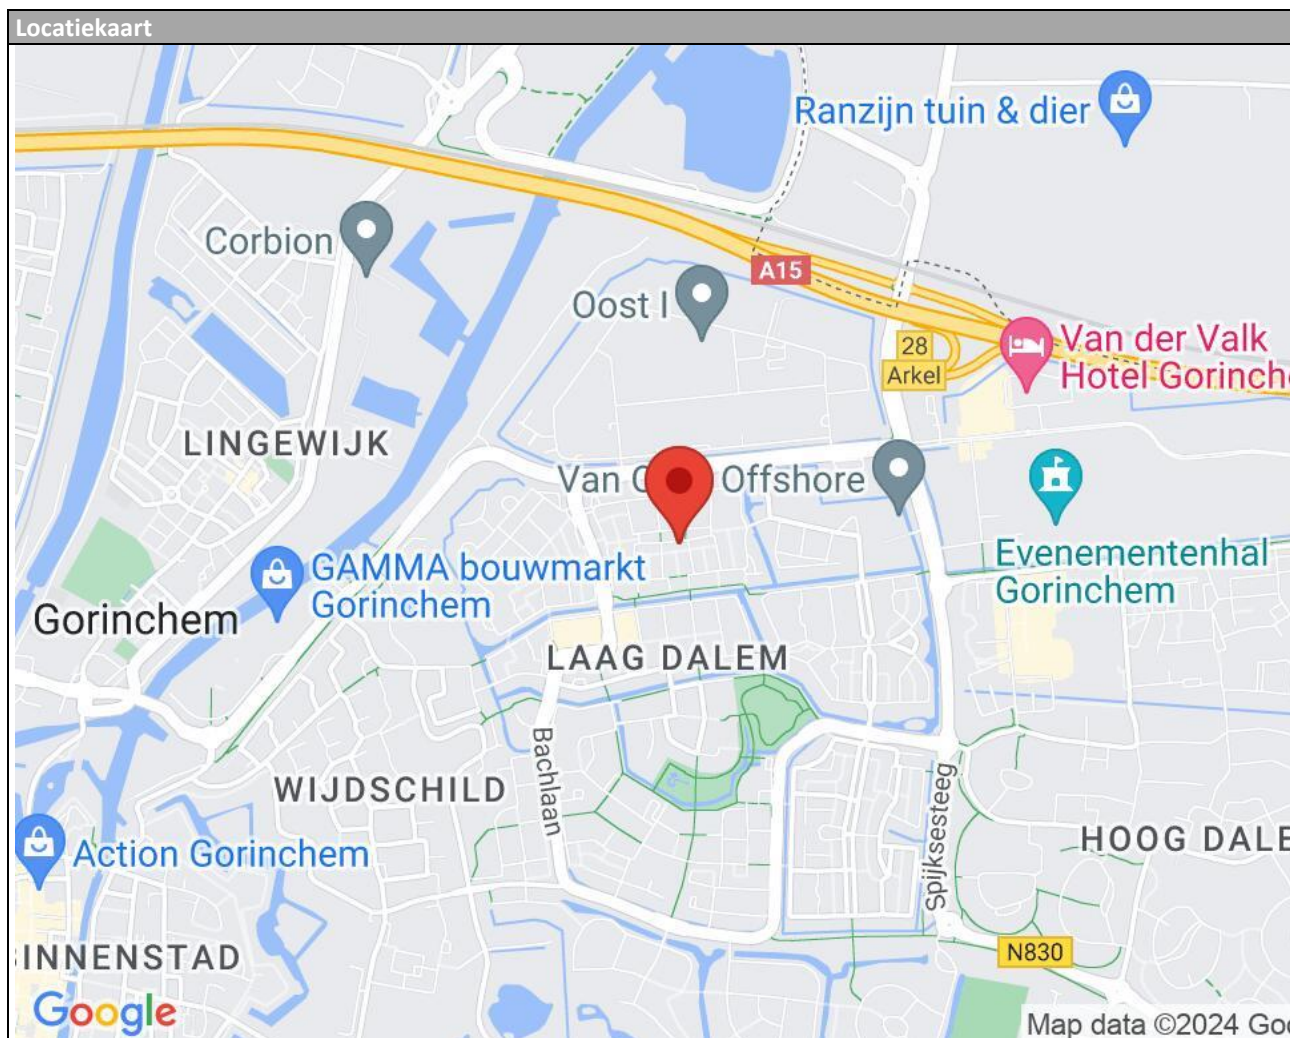 Locatiekaart
Ranzijn tuin & dier
Corbion
A15
Oost I
28
Arkel
Van der Valk
Hotel Gorinch
LINGEWIJK
Van O
Offshore
Evenementenhal
Gorinchem
GAMMA bouwmarkt
Gorinchem
Gorinchem
LAAG DALEM
Bachlaan
WIJDSCHILD
Spijksesteeg
HOOG DALE
Action Gorinchem
INNENSTAD
N830
Google
Map data ©2024 Goo